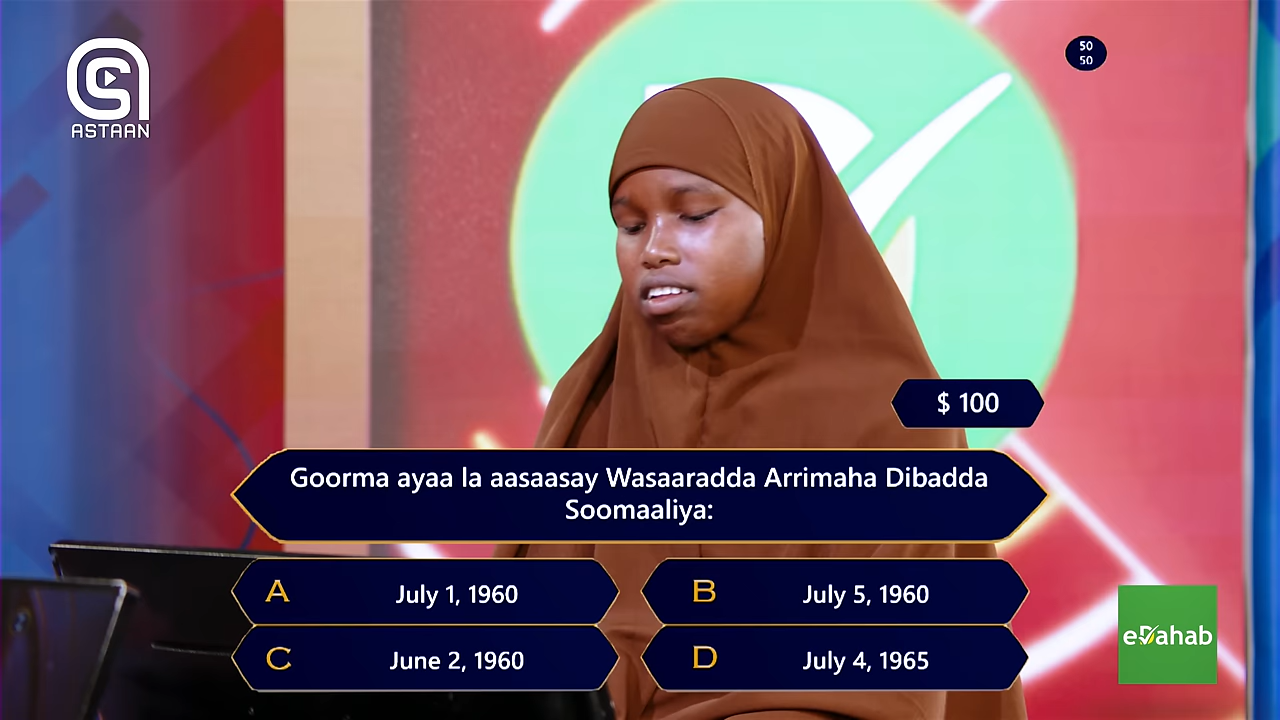 ASTAAN
50
50
$ 100
Goorma ayaa la aasaasay Wasaaradda Arrimaha Dibadda
Soomaaliya:
A July 1, 1960
B July 5, 1960
C June 2, 1960
D July 4, 1965
eDahab